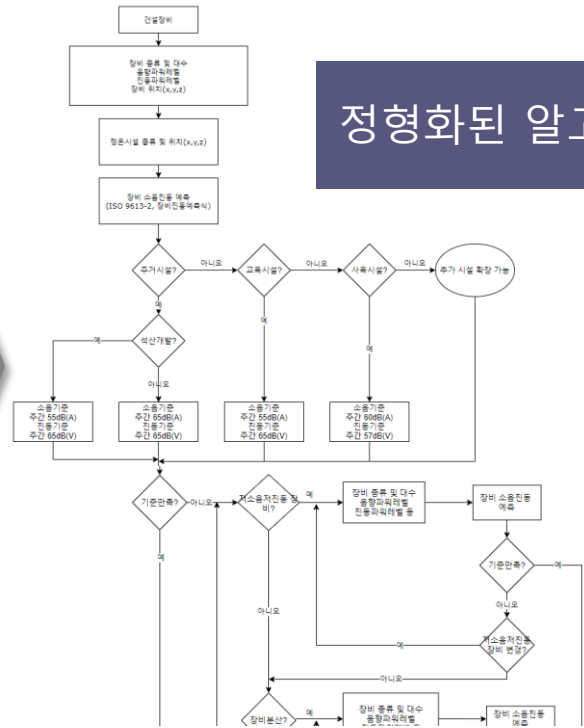 건설장비
장비 종류 및 대수
음향파워레벨
진동파워레벨
장비 위치(x,y,z)
정형화된 알고
정온시설 종류 및 위치(x,y,z)
장비 소음진동 예측
(ISO 9613-2, 장비진동예측식)
주거시설?
아니오
교육시설?
아니오
사육시설?
아니오
추가 시설 확장 가능
예
예
예
석산개발?
예
아니오
소음기준
주간 55dB(A)
진동기준
주간 65dB(V)
소음기준
주간 65dB(A)
진동기준
주간 65dB(V)
소음기준
주간 55dB(A)
진동기준
주간 65dB(V)
소음기준
주간 60dB(A)
진동기준
주간 57dB(V)
기준만족?
아니오
저소음저진동 장
비?
예
장비 종류 및 대수
음향파워레벨
진동파워레벨 등
장비 소음진동
예측
예
아니오
기준만족?
예
아니오
저소음저진동
장비 변경?
예
아니오
장비분산?
예
장비 종류 및 대수
음향파워레벨
진동파워레벨 등
장비 소음진동
예측